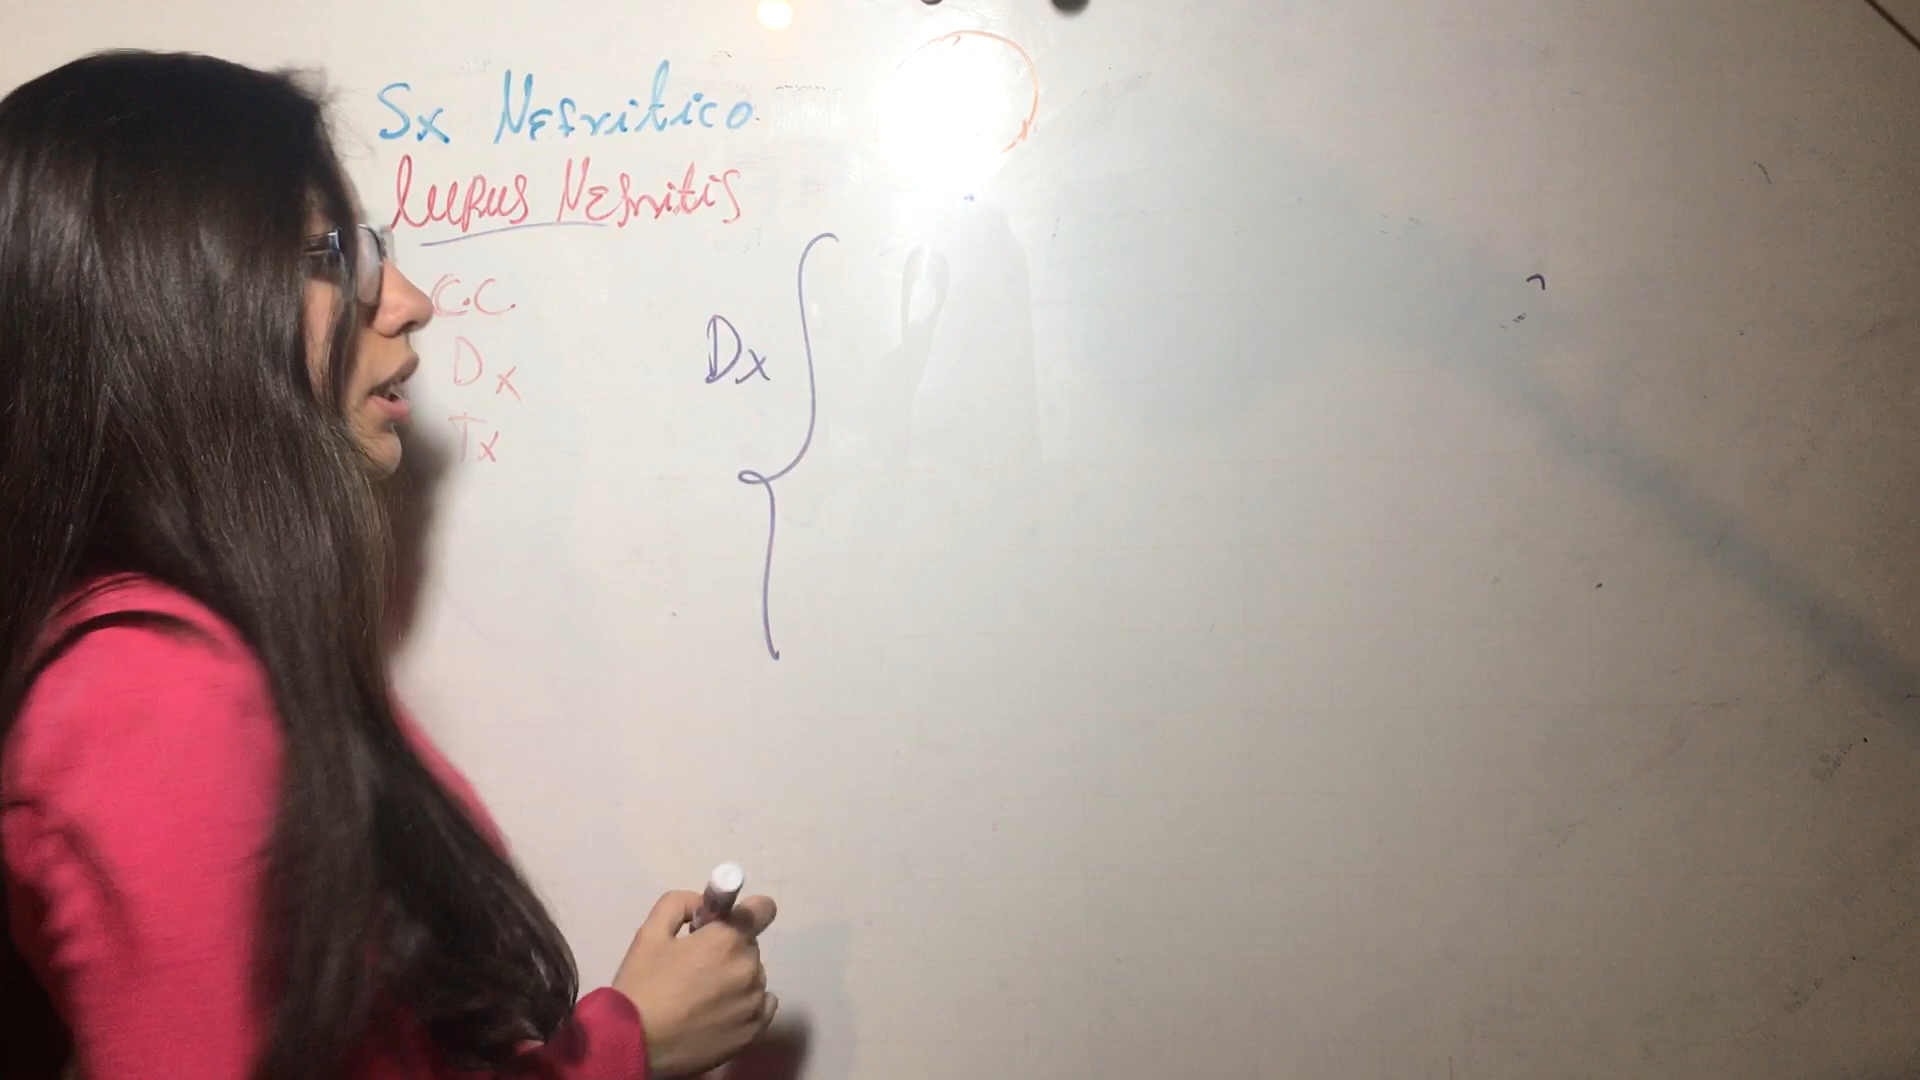 Sx Nefritico
lupus Nefritis
C.C.
Dx
Tx
Dx